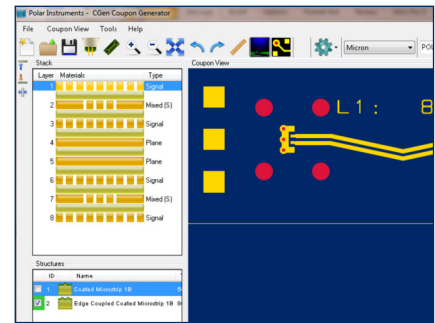 Polar Instruments - CGen Coupon Generator
File Coupon View Tools Help
Micron POL
Stack Coupon View
Layer Materials Type
1 Signal
2 Mixed (S)
3 Signal
4 Plane
5 Plane
6 Signal
7 Mixed (S)
8 Signal
L1: 8
Structures
ID Name
1 Coated Microstrip 1B
2 Edge Coupled Coated Microstrip 1B